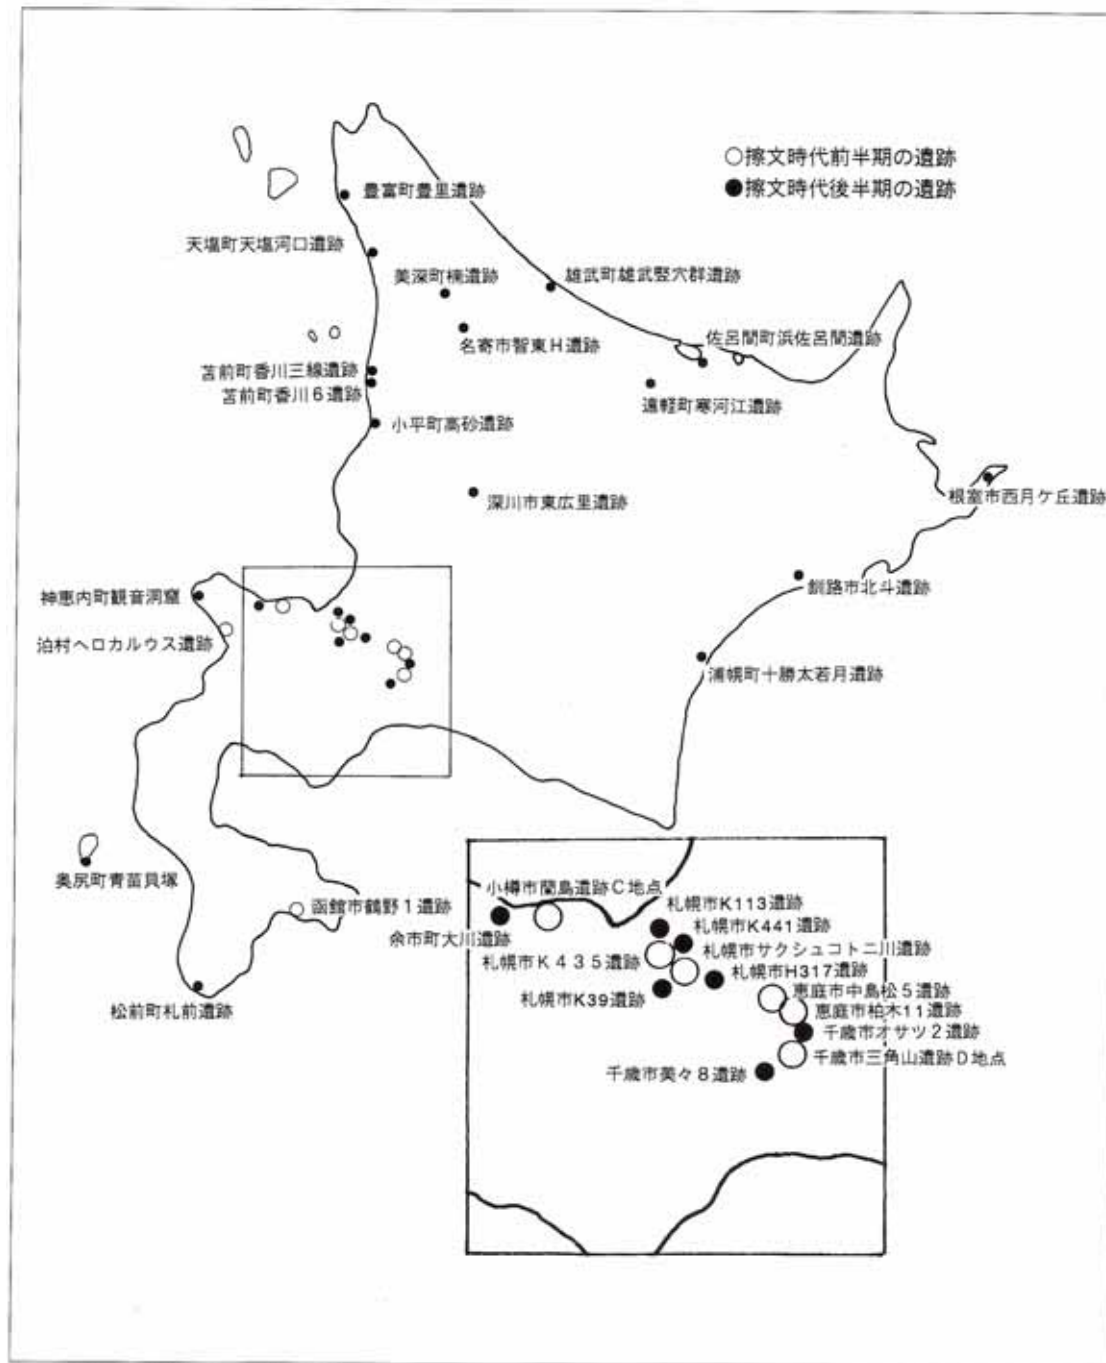 ○擦文時代前半期の遺跡
●擦文時代後半期の遺跡
豊富町豊里遺跡
天塩町天塩河口遺跡
美深町楠遺跡
雄武町雄武竪穴群遺跡
名寄市智東H遺跡
佐呂間町浜佐呂間遺跡
苫前町香川三線遺跡
苫前町香川6遺跡
遠軽町寒河江遺跡
小平町高砂遺跡
根室市西月ケ丘遺跡
深川市東広里遺跡
釧路市北斗遺跡
神恵内町観音洞窟
泊村ヘロカルウス遺跡
浦幌町十勝太若月遺跡
奥尻町青苗貝塚
函館市鶴野1遺跡
松前町札前遺跡
小樽市蘭島遺跡C地点
札幌市K113遺跡
札幌市K441遺跡
余市町大川遺跡
札幌市サクシュコトニ川遺跡
札幌市K435遺跡
札幌市H317遺跡
札幌市K39遺跡
恵庭市中島松5遺跡
恵庭市柏木11遺跡
千歳市オサツ2遺跡
千歳市三角山遺跡D地点
千歳市美々8遺跡